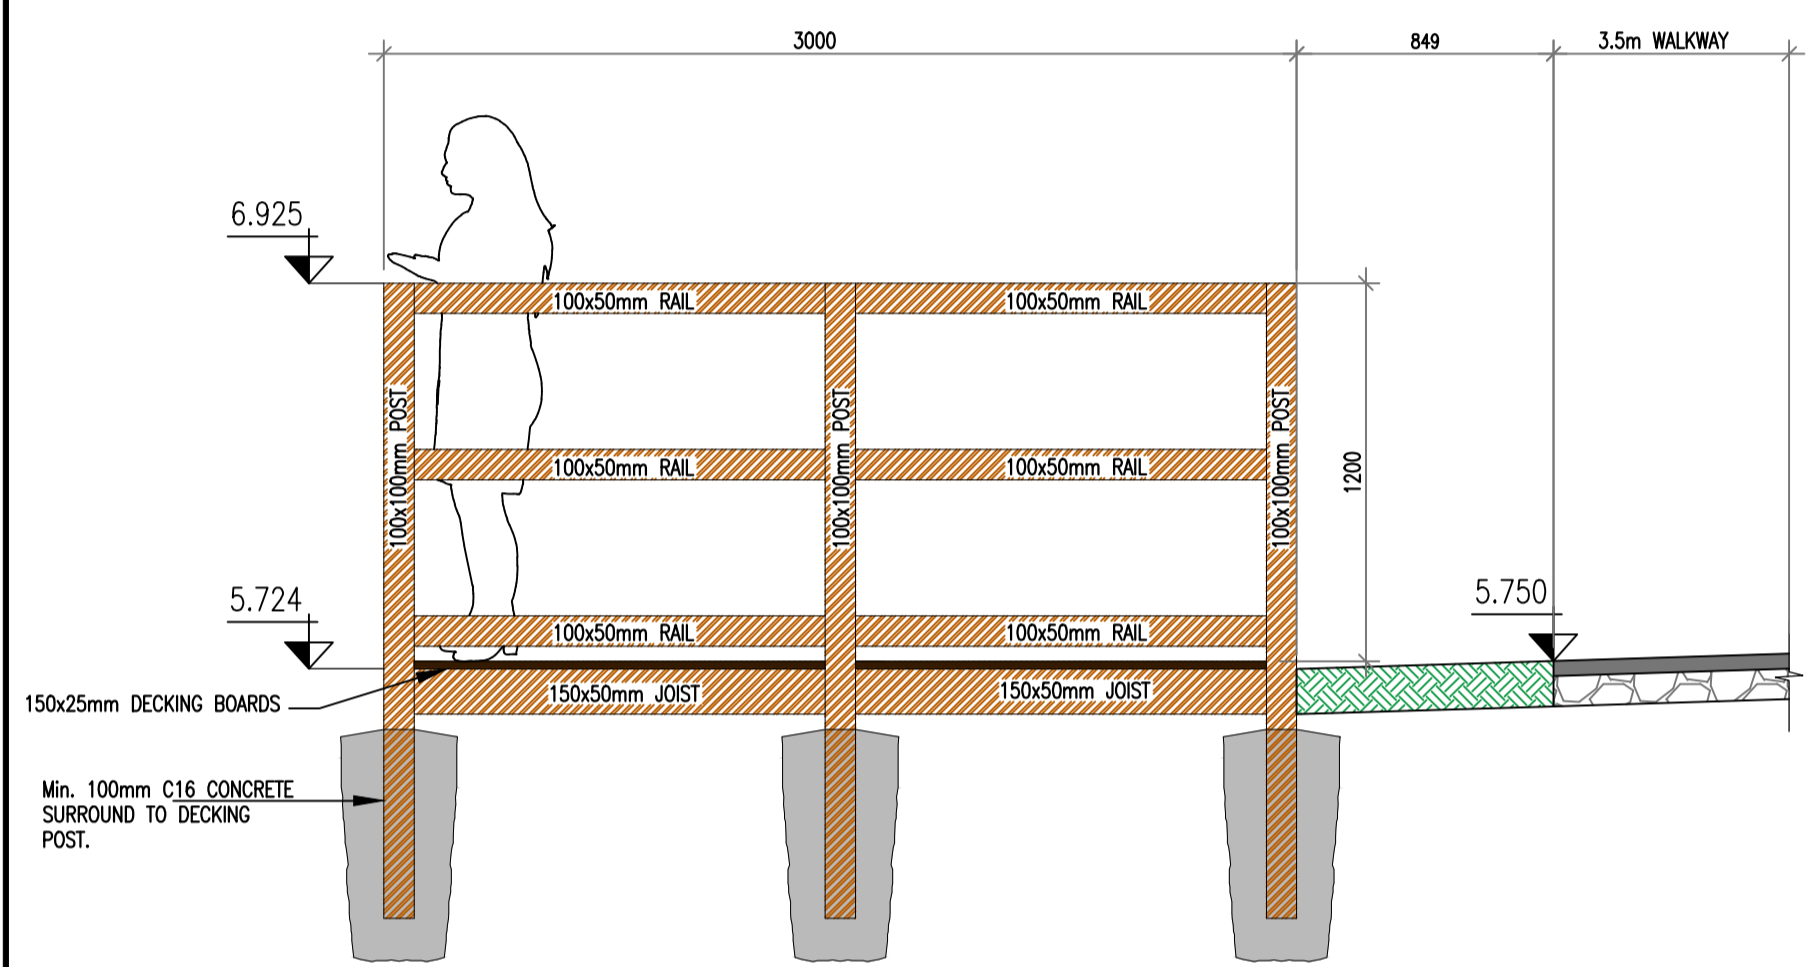 3000
849
3.5m WALKWAY
6.925
100x50mm RAIL
100x50mm RAIL
100x100mm POST
100x100mm POST
100x100mm POST
100x50mm RAIL
100x50mm RAIL
1200
5.724
5.750
100x50mm RAIL
100x50mm RAIL
150x25mm DECKING BOARDS
150x50mm JOIST
150x50mm JOIST
Min. 100mm C16 CONCRETE
SURROUND TO DECKING
POST.